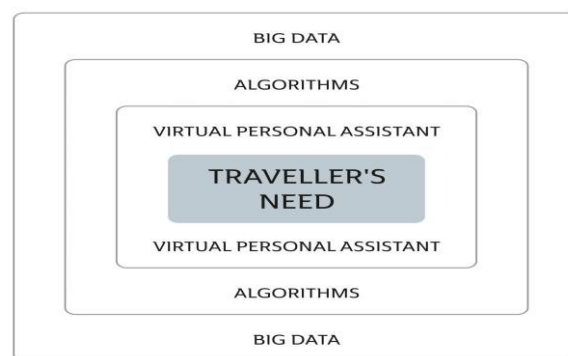 BIG DATA
ALGORITHMS
VIRTUAL PERSONAL ASSISTANT
TRAVELLER'S
NEED
VIRTUAL PERSONAL ASSISTANT
ALGORITHMS
BIG DATA